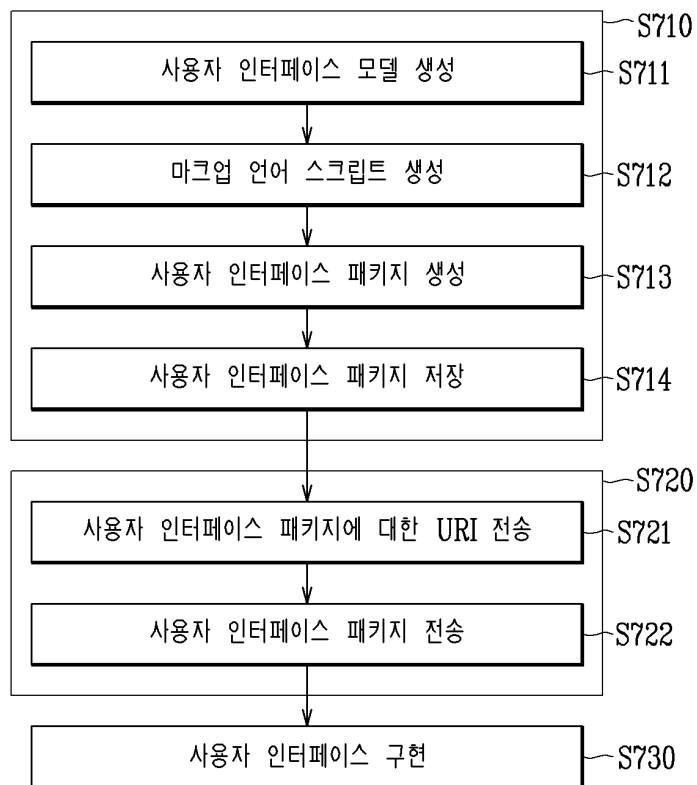 S710
사용자 인터페이스 모델 생성
S711
마크업 언어 스크립트 생성
S712
사용자 인터페이스 패키지 생성
S713
사용자 인터페이스 패키지 저장
S714
S720
사용자 인터페이스 패키지에 대한 URI 전송
S721
사용자 인터페이스 패키지 전송
S722
사용자 인터페이스 구현
S730